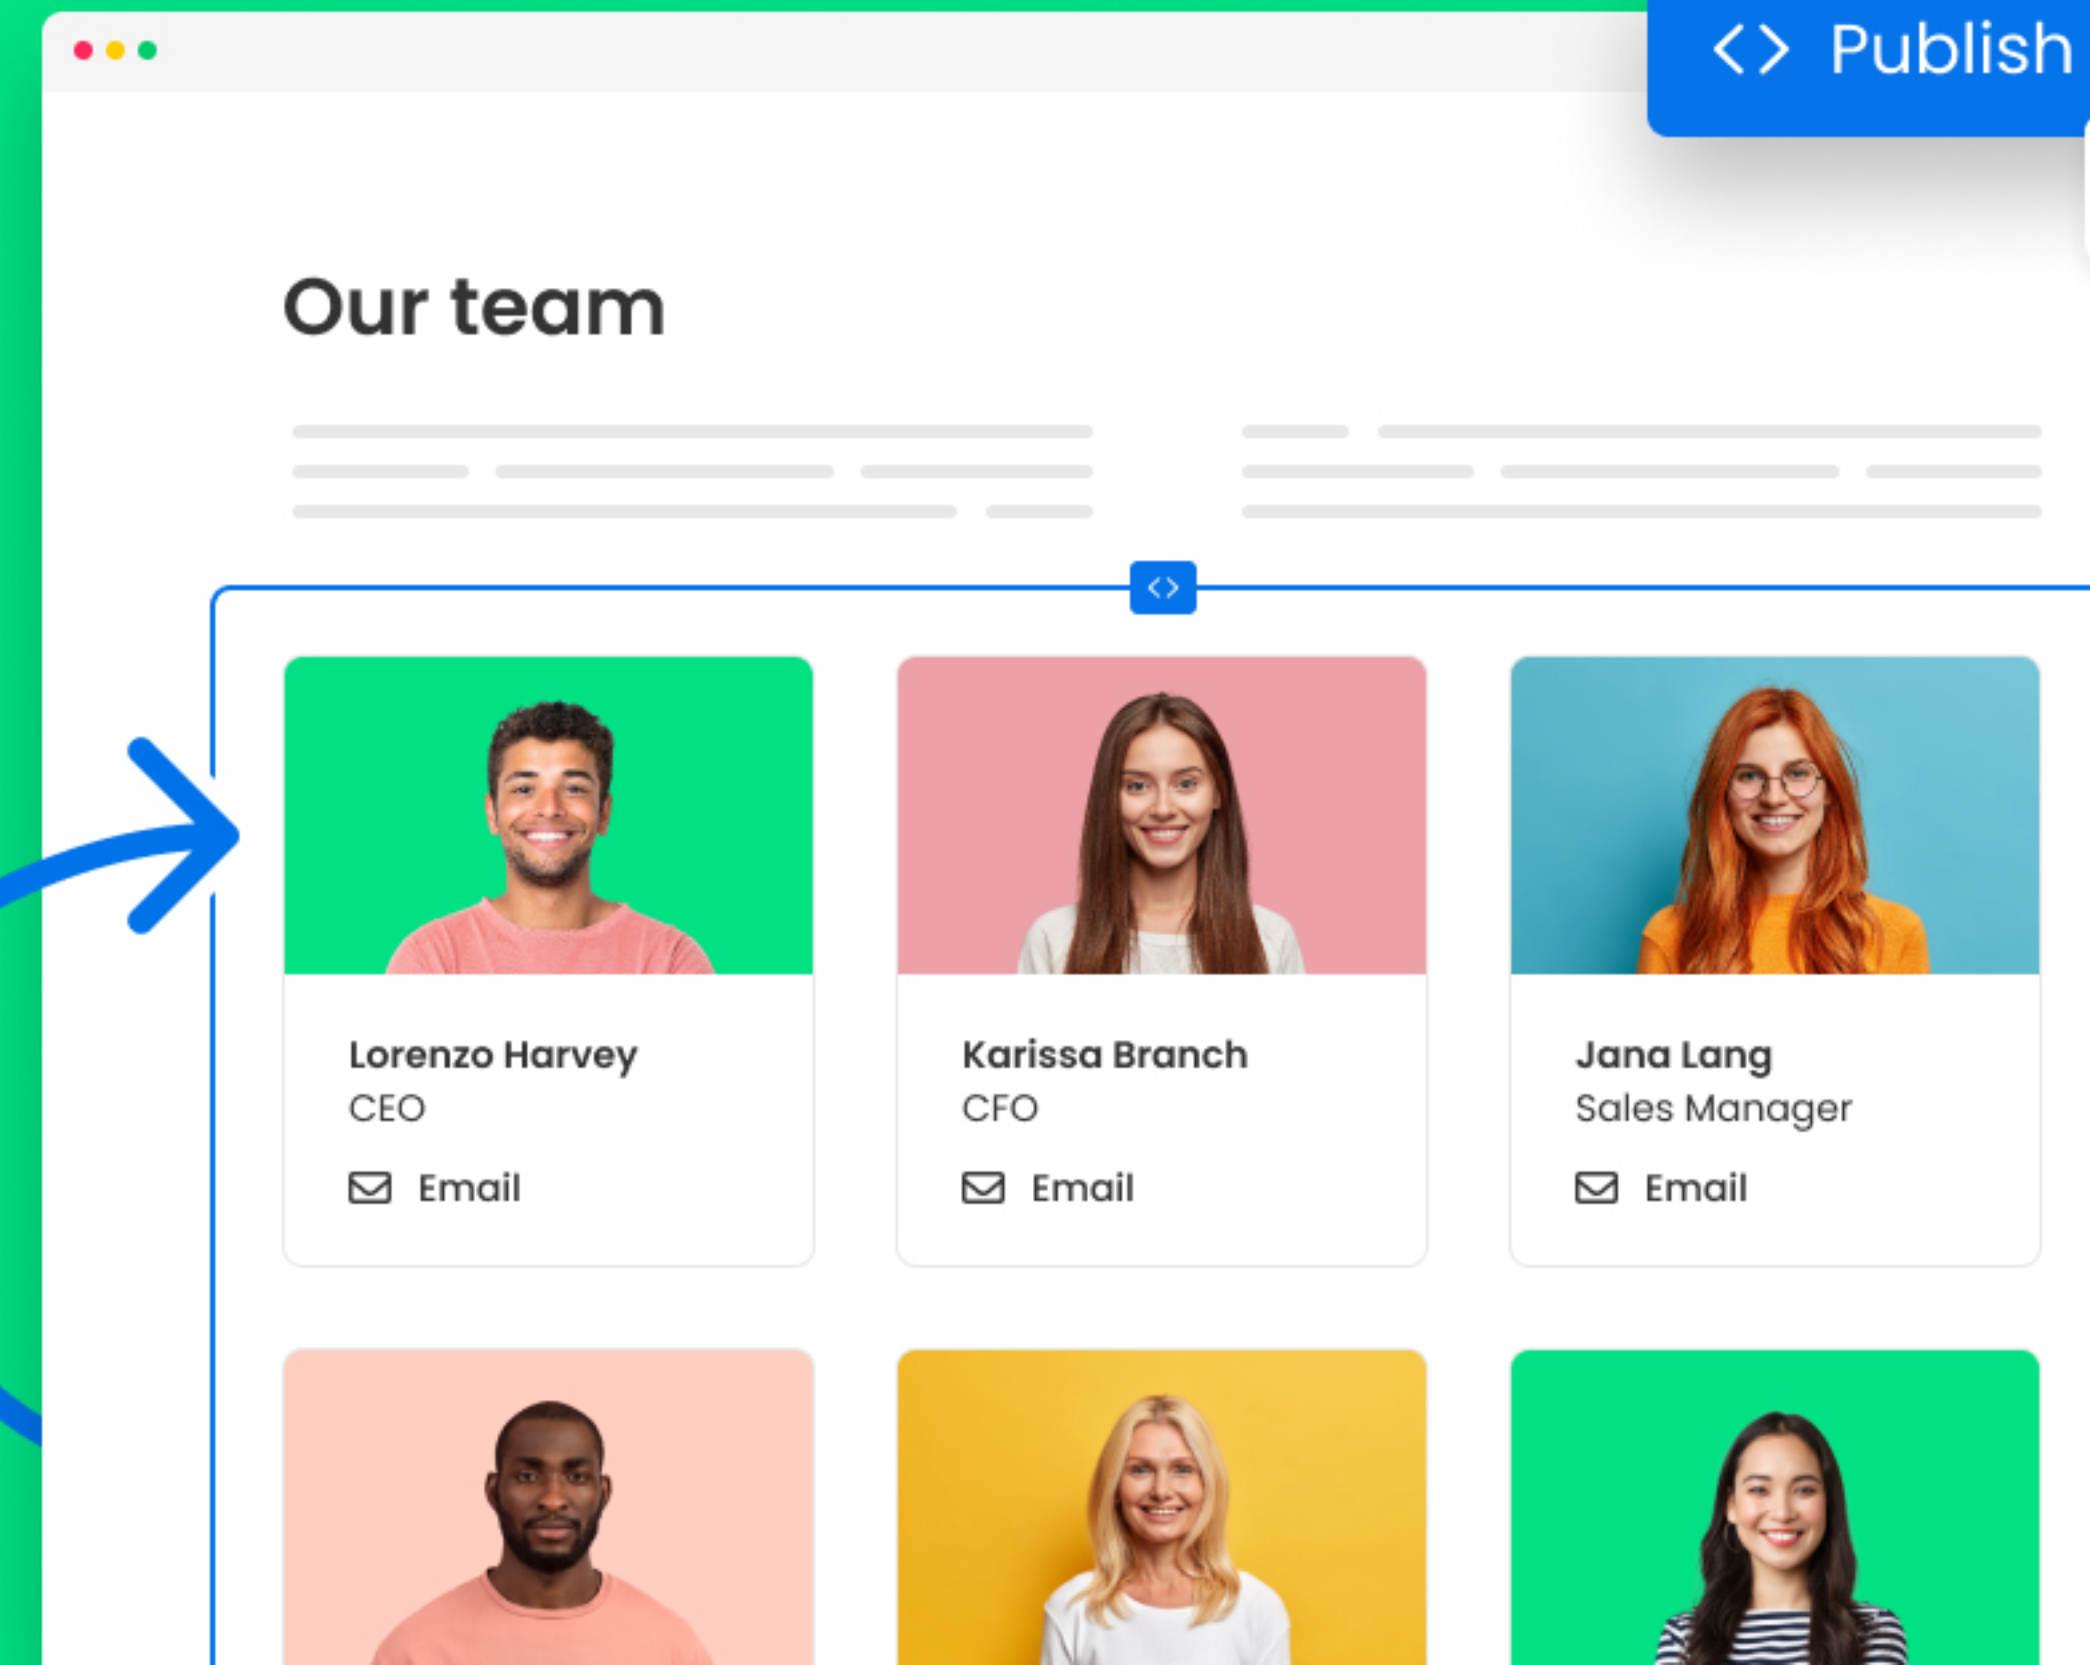 <> Publish
Our team
<>
Lorenzo Harvey
CEO
Email
Karissa Branch
CFO
Email
Jana Lang
Sales Manager
Email